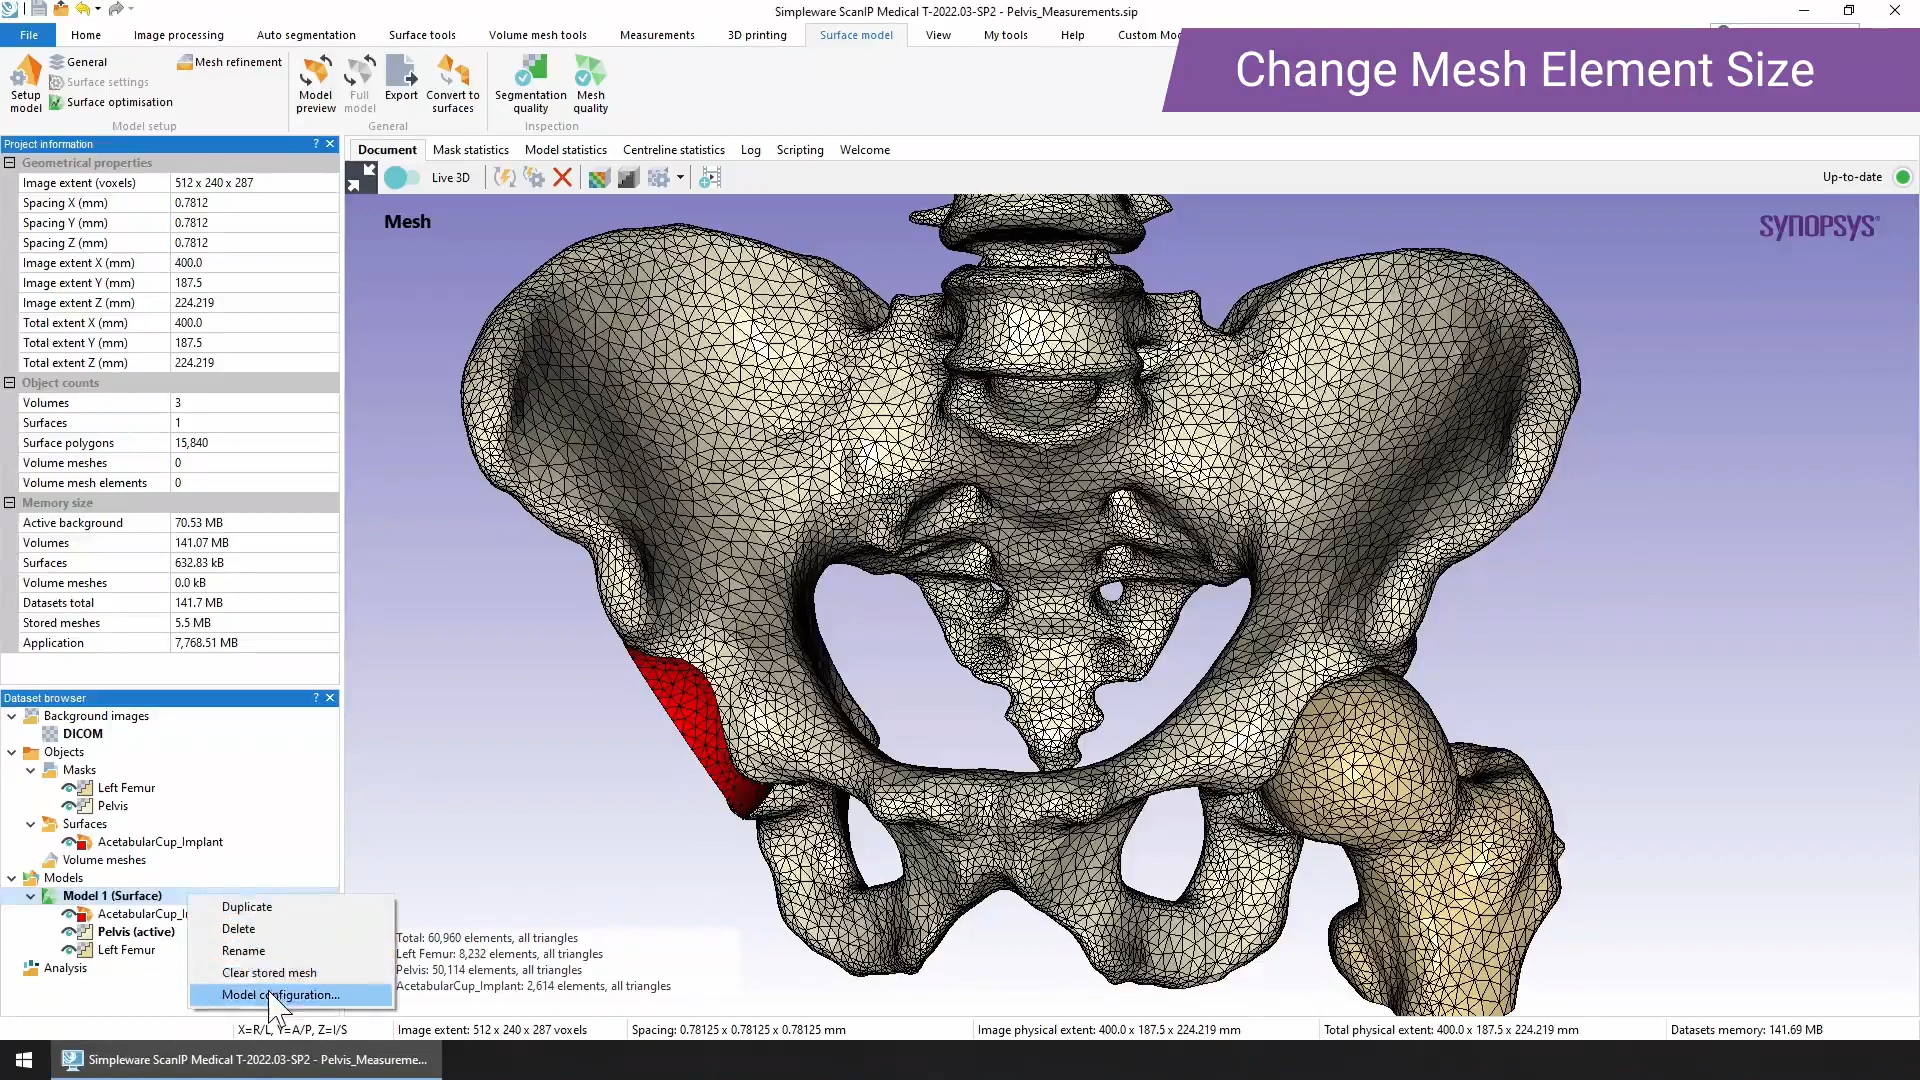 Simpleware ScanIP Medical T-2022.03-SP2 - Pelvis_Measurements.sip
File Home Image processing Auto segmentation Surface tools Volume mesh tools Measurements 3D printing Surface model View My tools Help
Change Mesh Element Size
Setup model
General
Surface settings
Surface optimisation
Mesh refinement
Model setup
Model preview
Full model
Export
Convert to surfaces
General
Segmentation quality
Mesh quality
Inspection
Project information ?
Geometrical properties
Image extent (voxels) 512 x 240 x 287
Spacing X (mm) 0.7812
Spacing Y (mm) 0.7812
Spacing Z (mm) 0.7812
Image extent X (mm) 400.0
Image extent Y (mm) 187.5
Image extent Z (mm) 224.219
Total extent X (mm) 400.0
Total extent Y (mm) 187.5
Total extent Z (mm) 224.219
Object counts
Volumes 3
Surfaces 1
Surface polygons 15,840
Volume meshes 0
Volume mesh elements 0
Memory size
Active background 70.53 MB
Volumes 141.07 MB
Surfaces 632.83 kB
Volume meshes 0.0 kB
Datasets total 141.7 MB
Stored meshes 5.5 MB
Application 7,768.51 MB
Document Mask statistics Model statistics Centreline statistics Log Scripting Welcome
Live 3D
Up-to-date
Mesh
SYNOPSYS
Dataset browser ?
Background images
DICOM
Objects
Masks
Left Femur
Pelvis
Surfaces
AcetabularCup_Implant
Volume meshes
Models
Model 1 (Surface)
Pelvis (active)
Left Femur
Analysis
Duplicate
Delete
Rename
Clear stored mesh
Model configuration...
Total: 60,960 elements, all triangles
Left Femur: 8,232 elements, all triangles
Pelvis: 50,114 elements, all triangles
AcetabularCup_Implant: 2,614 elements, all triangles
X=R/L, Y=A/P, Z=I/S
Image extent: 512 x 240 x 287 voxels
Spacing: 0.78125 x 0.78125 x 0.78125 mm
Image physical extent: 400.0 x 187.5 x 224.219 mm
Total physical extent: 400.0 x 187.5 x 224.219 mm
Datasets memory: 141.69 MB
Simpleware ScanIP Medical T-2022.03-SP2 - Pelvis_Measureme...